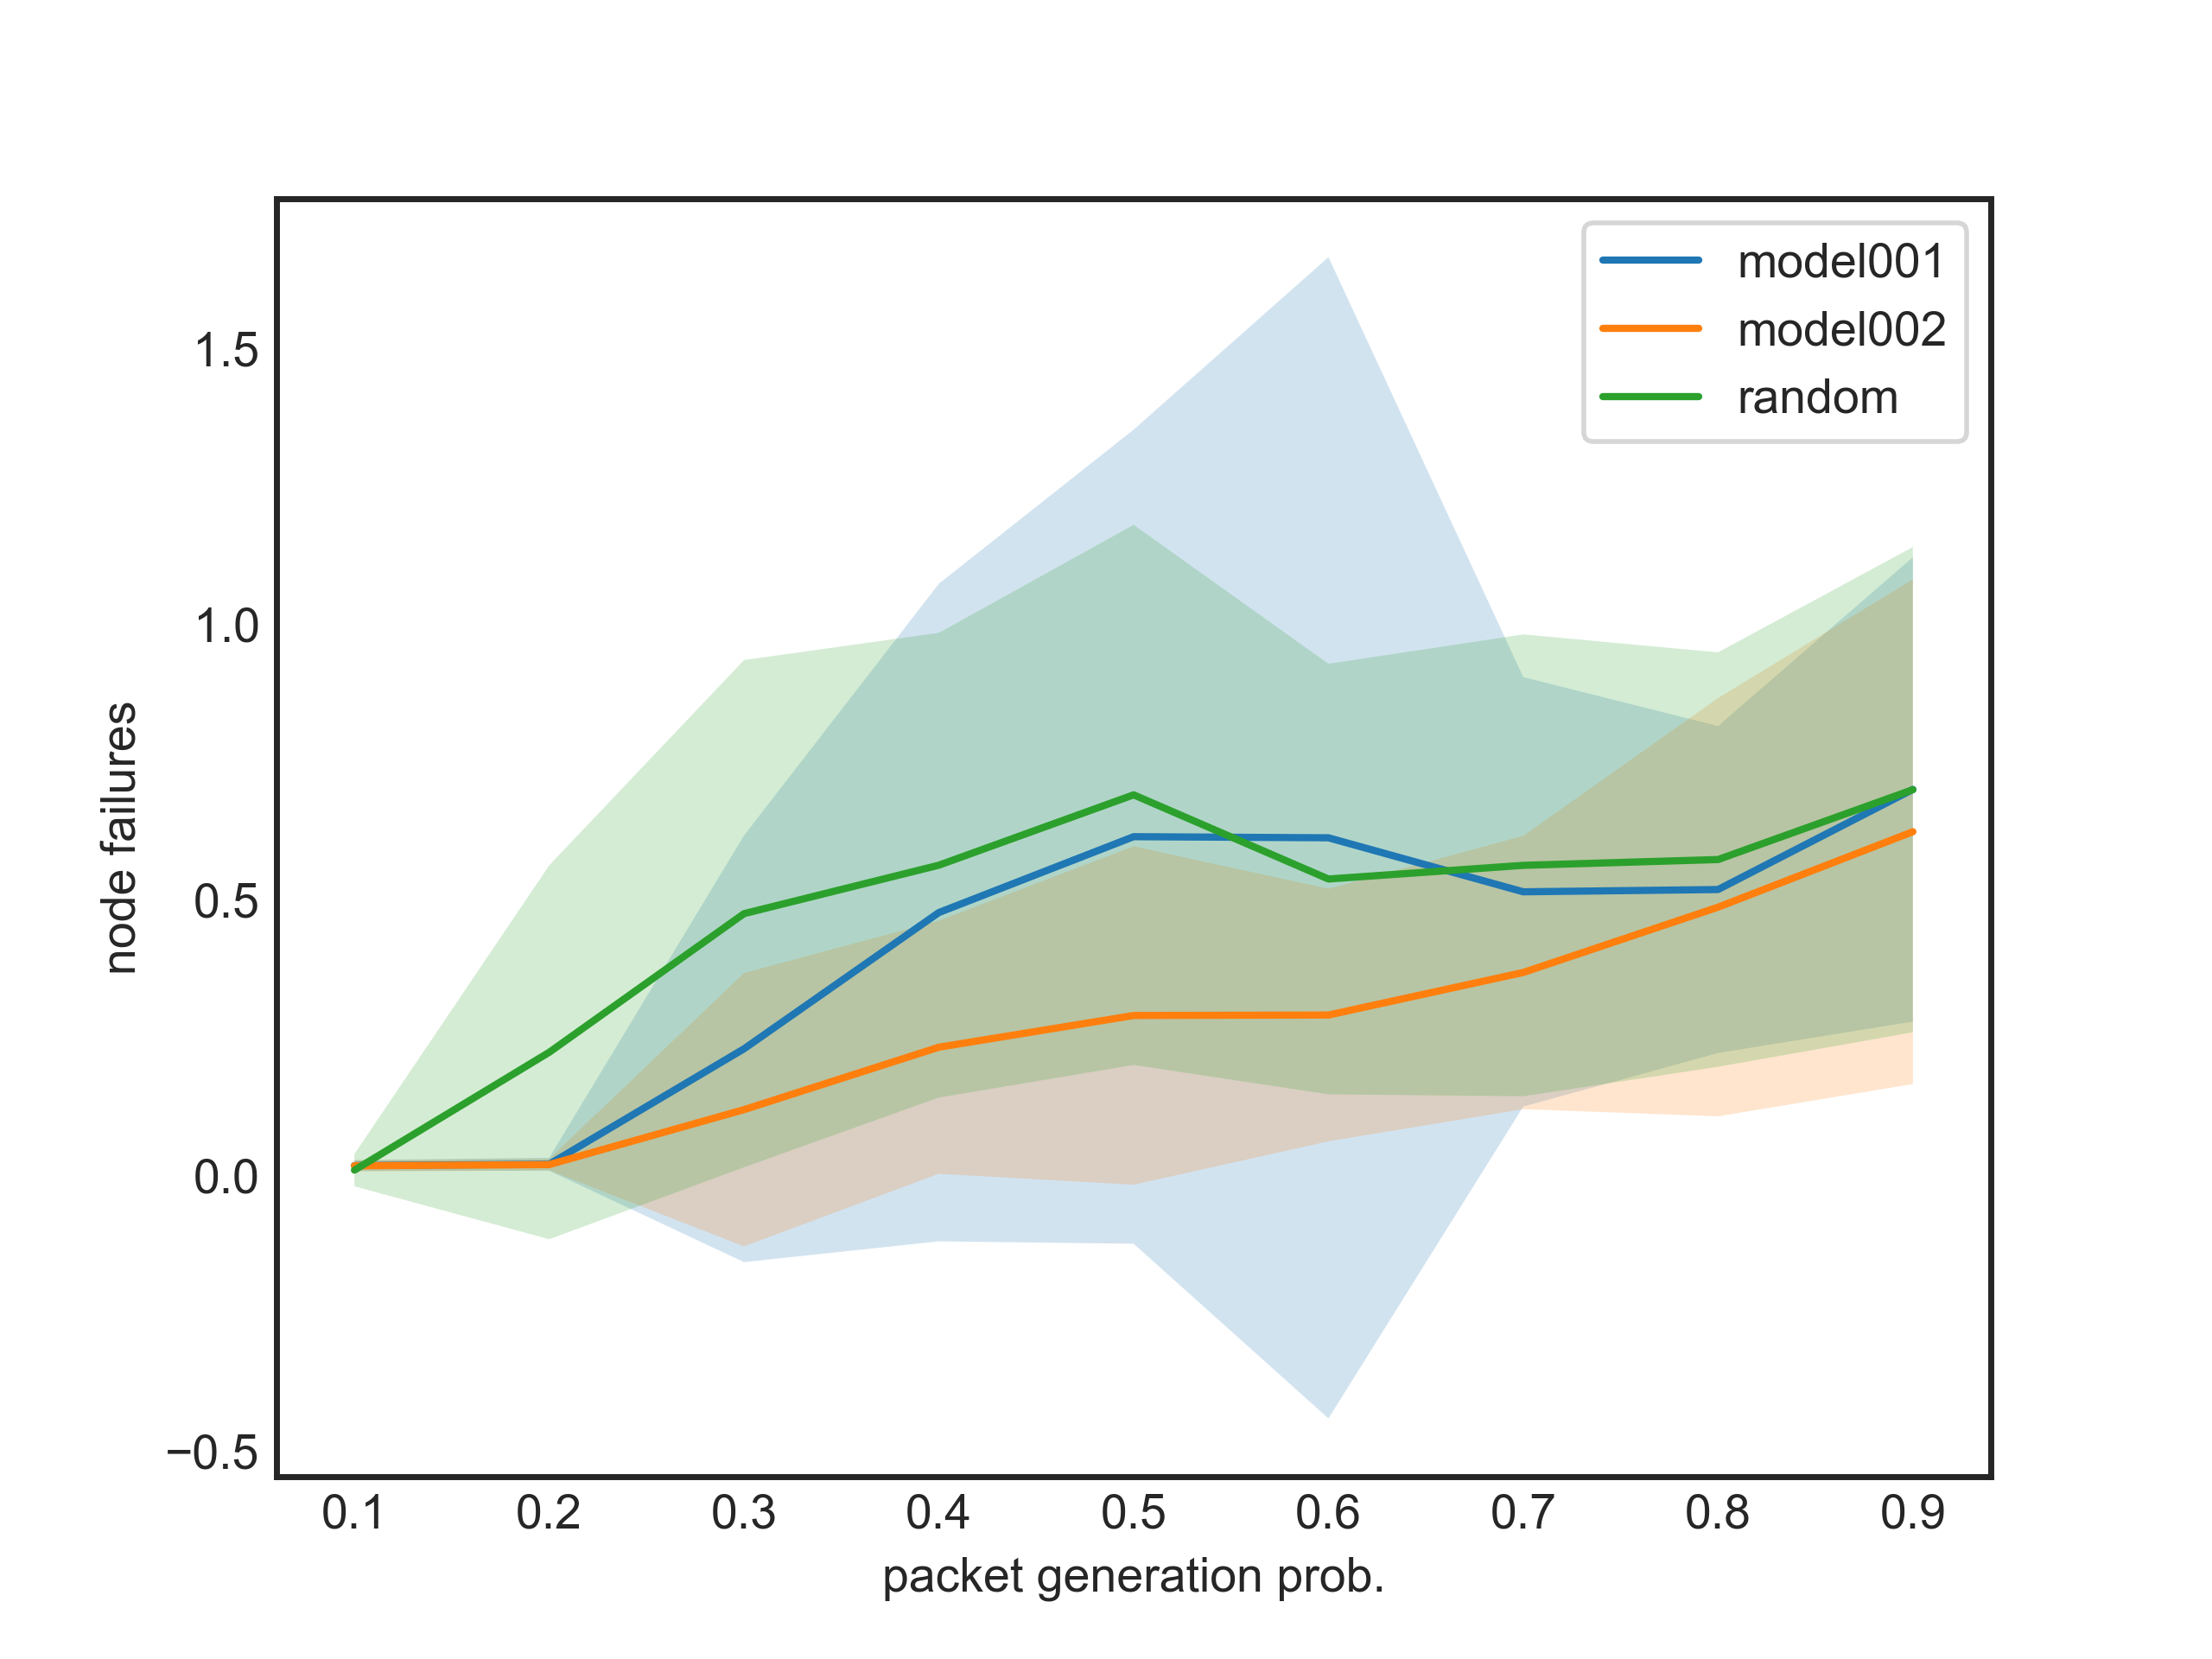 model001
model002
random
1.5
1.0
0.5
0.0
−0.5
node failures
0.1 0.2 0.3 0.4 0.5 0.6 0.7 0.8 0.9
packet generation prob.